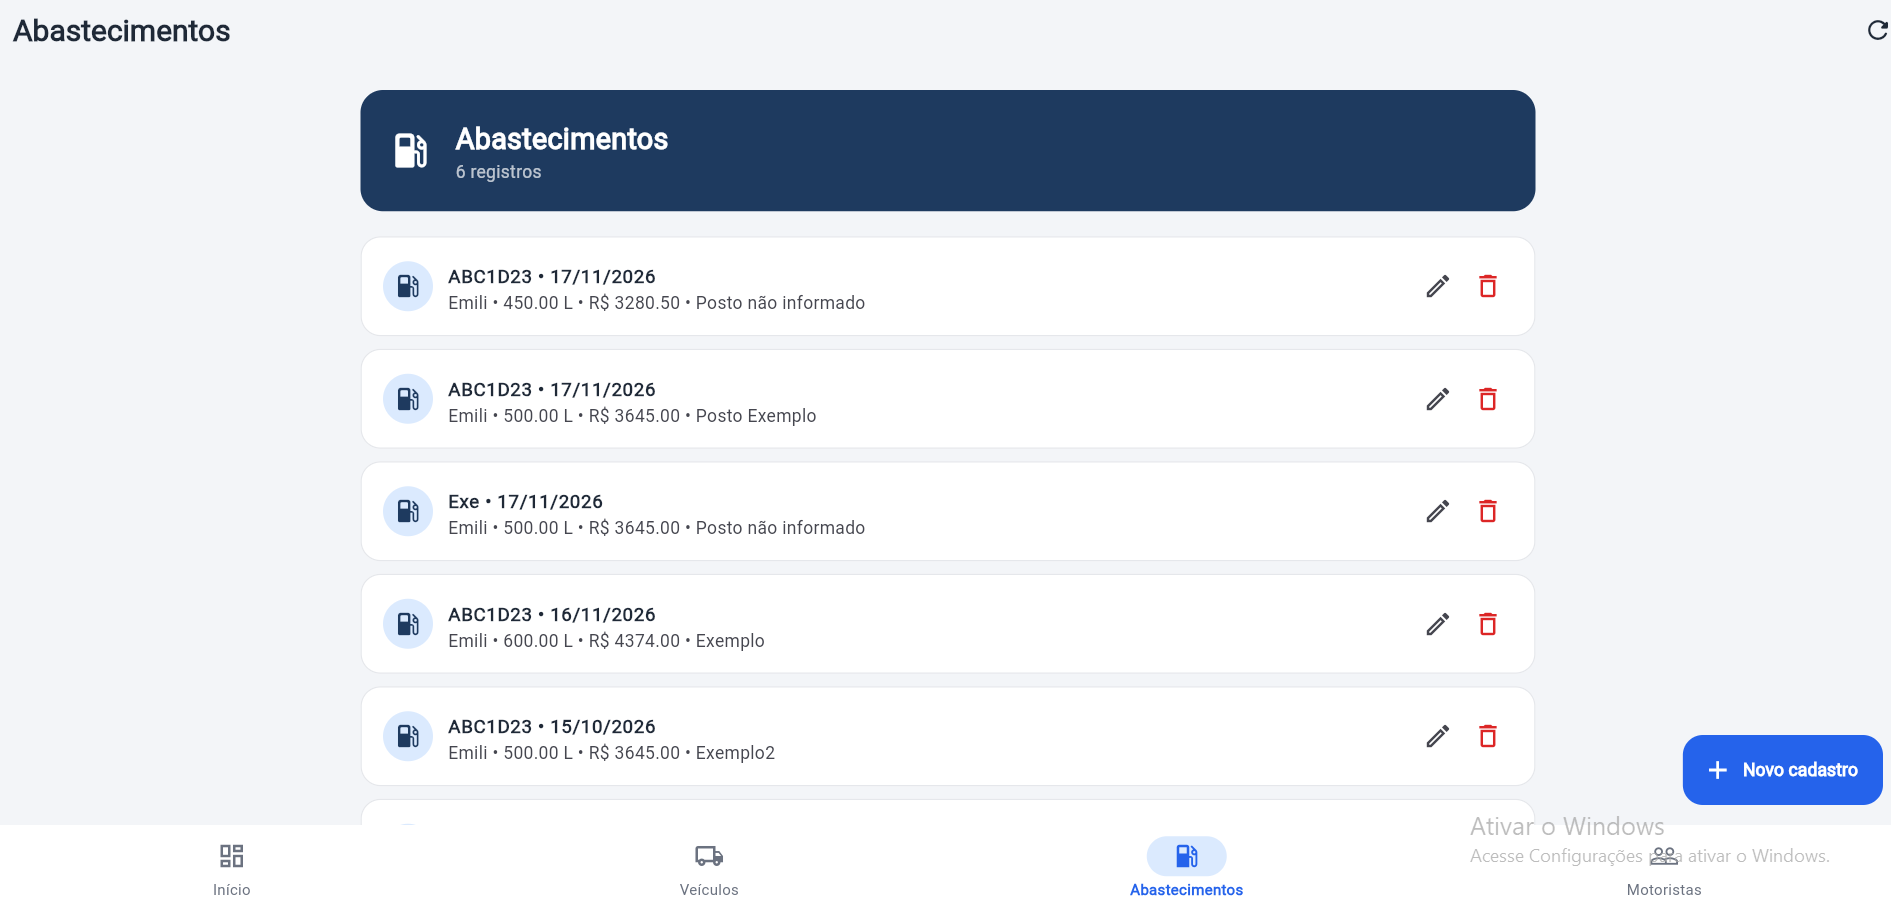 Abastecimentos
Abastecimentos
6 registros
ABC1D23 • 17/11/2026
Emili • 450.00 L • R$ 3280.50 • Posto não informado
ABC1D23 • 17/11/2026
Emili • 500.00 L • R$ 3645.00 • Posto Exemplo
Exe • 17/11/2026
Emili • 500.00 L • R$ 3645.00 • Posto não informado
ABC1D23 • 16/11/2026
Emili • 600.00 L • R$ 4374.00 • Exemplo
ABC1D23 • 15/10/2026
Emili • 500.00 L • R$ 3645.00 • Exemplo2
Novo cadastro
Ativar o Windows
Acesse Configurações para ativar o Windows.
Início
Veículos
Abastecimentos
Motoristas